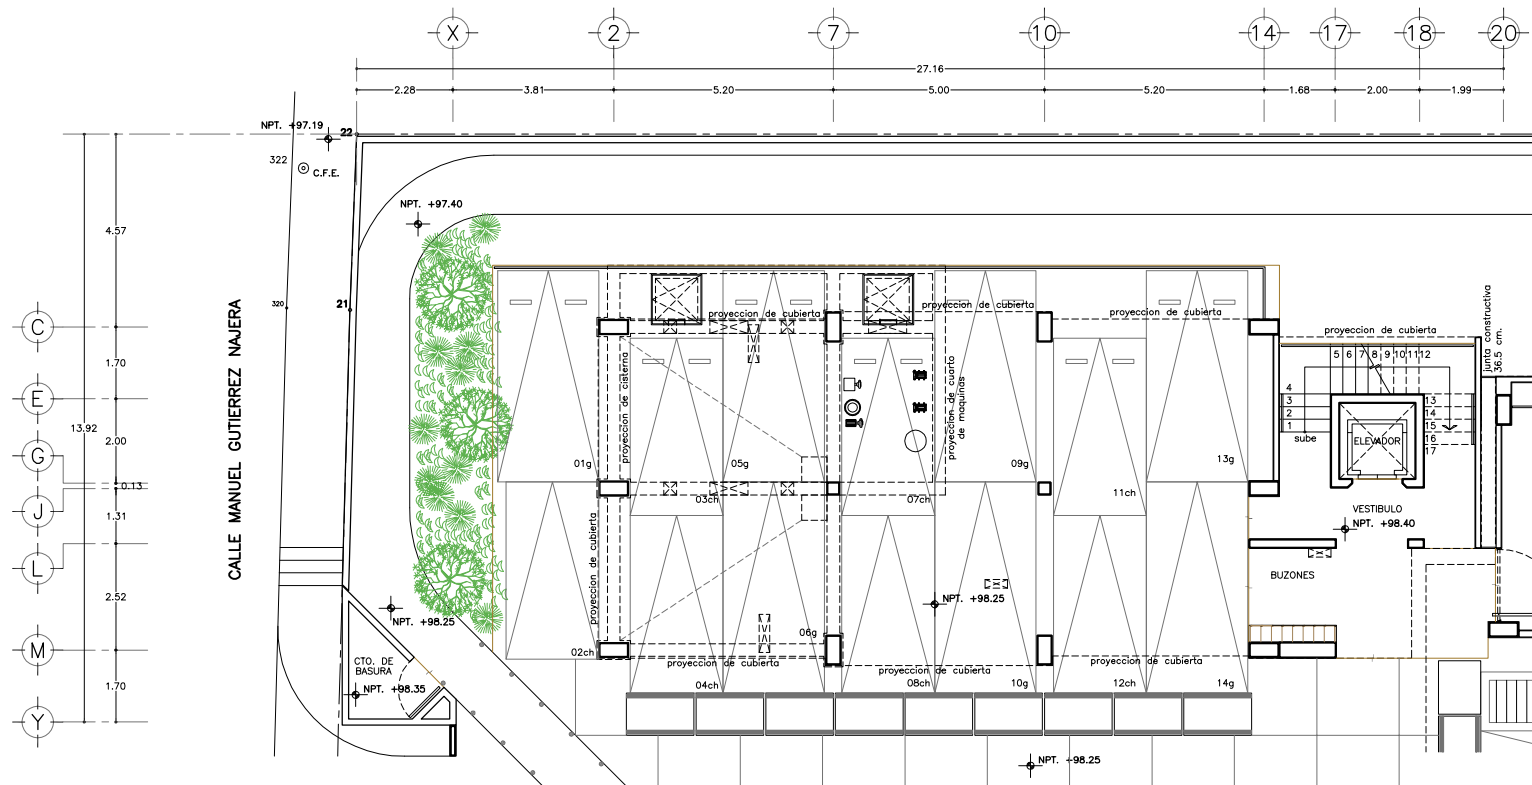 X
2
7
10
14
17
18
20
27.16
2.28
3.81
5.20
5.00
5.20
1.68
2.00
1.99
NPT. +97.19
22
322
C.F.E.
NPT. +97.40
4.57
320
21
C
1.70
E
13.92
2.00
G
0.13
J
1.31
L
2.52
M
1.70
Y
CALLE MANUEL GUTIERREZ NAJERA
proyeccion de cubierta
proyeccion de cubierta
proyeccion de cubierta
proyeccion de cubierta
junta constructiva
36.5 cm.
5 6 7 8 9 10 11 12
4
3
2
1
sube
13
14
15
16
17
ELEVADOR
proyeccion de cisterna
proyeccion de cuarto
de maquinas
01g
05g
09g
13g
03ch
07ch
11ch
VESTIBULO
NPT. +98.40
BUZONES
proyeccion de cubierta
NPT. +98.25
NPT. +98.25
06g
02ch
proyeccion de cubierta
proyeccion de cubierta
proyeccion de cubierta
04ch
08ch
10g
12ch
14g
CTO. DE
BASURA
NPT. +98.35
NPT. +98.25